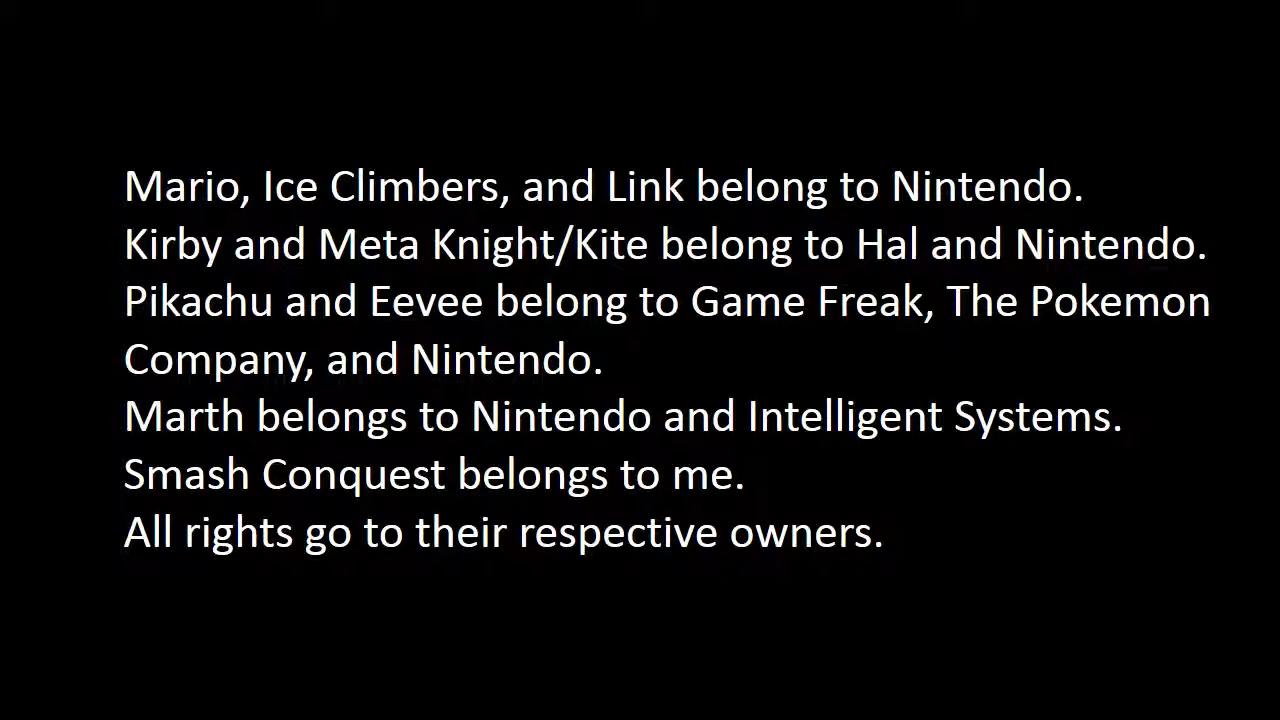 Mario, Ice Climbers, and Link belong to Nintendo.
Kirby and Meta Knight/Kite belong to Hal and Nintendo.
Pikachu and Eevee belong to Game Freak, The Pokemon
Company, and Nintendo.
Marth belongs to Nintendo and Intelligent Systems.
Smash Conquest belongs to me.
All rights go to their respective owners.